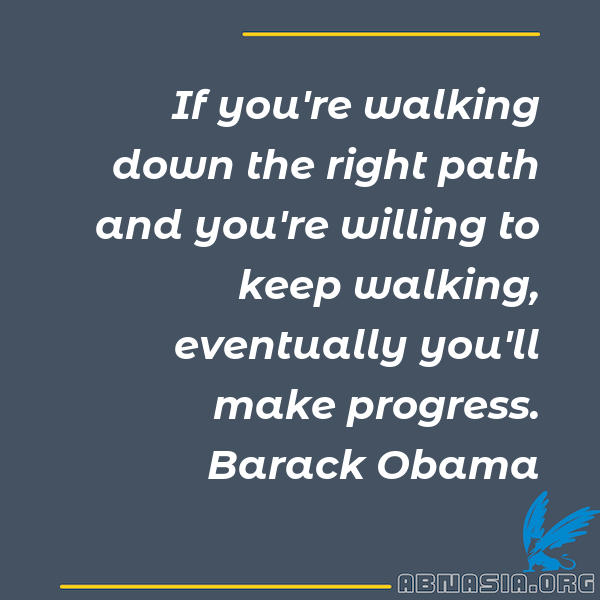 If you're walking
down the right path
and you're willing to
keep walking,
eventually you'll
make progress.
Barack Obama
ABNASIA.ORG